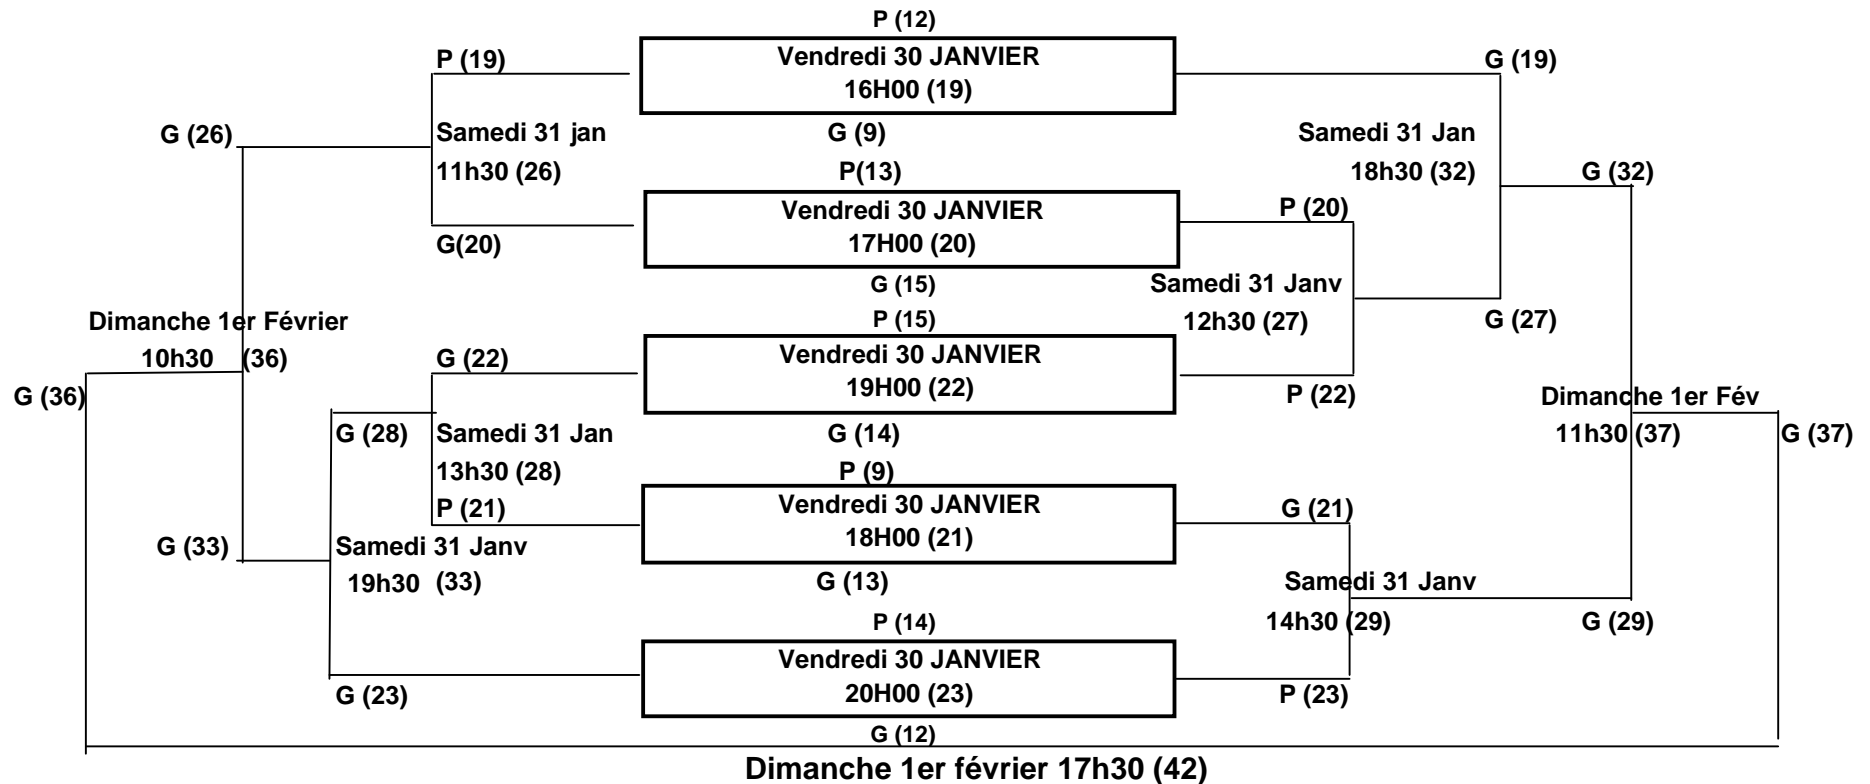 P (12)
P (19)
Vendredi 30 JANVIER
16H00 (19)
G (19)
G (26)
Samedi 31 jan
11h30 (26)
G (9)
Samedi 31 Jan
18h30 (32)
P(13)
G (32)
Vendredi 30 JANVIER
17H00 (20)
P (20)
G(20)
G (15)
Samedi 31 Janv
12h30 (27)
P (15)
G (27)
Dimanche 1er Février
10h30 (36)
G (22)
Vendredi 30 JANVIER
19H00 (22)
P (22)
G (36)
Dimanche 1er Fév
11h30 (37)
G (37)
G (28)
Samedi 31 Jan
13h30 (28)
G (14)
P (9)
P (21)
Vendredi 30 JANVIER
18H00 (21)
G (21)
G (33)
Samedi 31 Janv
19h30 (33)
G (13)
Samedi 31 Janv
14h30 (29)
G (29)
P (14)
Vendredi 30 JANVIER
20H00 (23)
G (23)
P (23)
G (12)
Dimanche 1er février 17h30 (42)